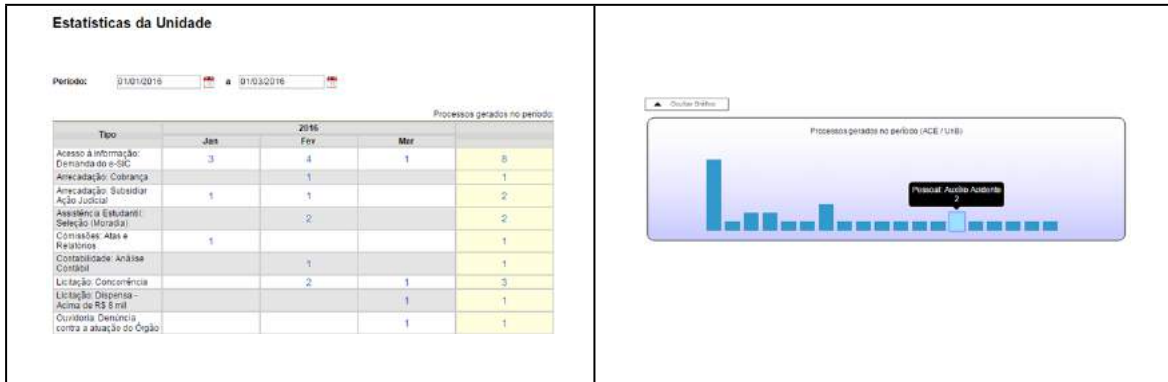 Estatísticas da Unidade
Período: 01/01/2016 a 01/03/2016
Processos gerados no período:
Tipo 2016
Jan Fev Mar
Acesso à Informação: Demanda do e-SIC 3 4 1 8
Arrecadação: Cobrança 1 1
Arrecadação: Subsidiar Ação Judicial 1 1 2
Assistência Estudantil: Seleção (Moradia) 2 2
Comissões: Atas e Relatórios 1 1
Contabilidade: Análise Contábil 1 1
Licitação: Concorrência 2 1 3
Licitação: Dispensa - Acima de R$ 8 mil 1 1
Ouvidoria: Denúncia contra a atuação do Órgão 1 1
Ocultar Gráfico
Processos gerados no período (ACE / UnB)
Pessoal: Auxílio Acidente
2